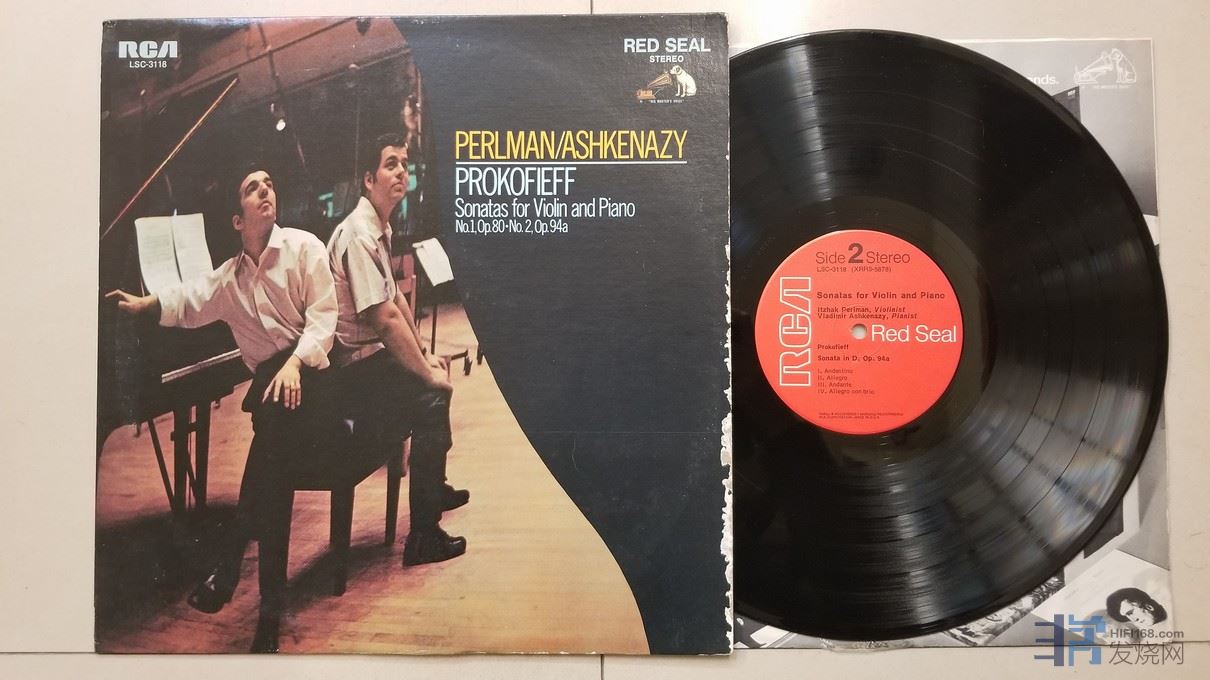 RCA
LSC-3118
RED SEAL
STEREO
"HIS MASTER'S VOICE"
PERLMAN/ASHKENAZY
PROKOFIEFF
Sonatas for Violin and Piano
No.1, Op.80•No. 2, Op. 94a
nds.
Side 2 Stereo
LSC-3118 (XRRS-5878)
Sonatas for Violin and Piano
Itzhak Perlman, Violinist
Vladimir Ashkenazy, Pianist
RCA
Red Seal
Prokofieff
Sonata in D, Op. 94a
I. Andantino
II. Allegro
III. Andante
IV. Allegro con brio
HIFI168.com
发烧网